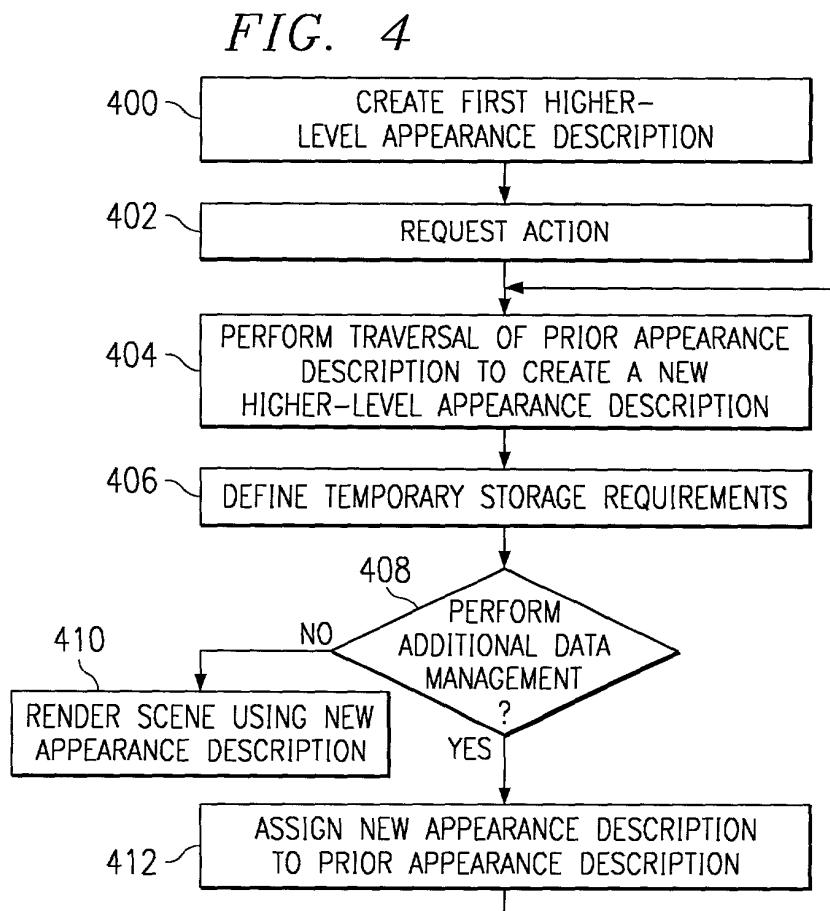 FIG. 4
400
CREATE FIRST HIGHER-
LEVEL APPEARANCE DESCRIPTION
402
REQUEST ACTION
404
PERFORM TRAVERSAL OF PRIOR APPEARANCE
DESCRIPTION TO CREATE A NEW
HIGHER-LEVEL APPEARANCE DESCRIPTION
406
DEFINE TEMPORARY STORAGE REQUIREMENTS
408
PERFORM
ADDITIONAL DATA
MANAGEMENT
?
NO
410
RENDER SCENE USING NEW
APPEARANCE DESCRIPTION
YES
412
ASSIGN NEW APPEARANCE DESCRIPTION
TO PRIOR APPEARANCE DESCRIPTION